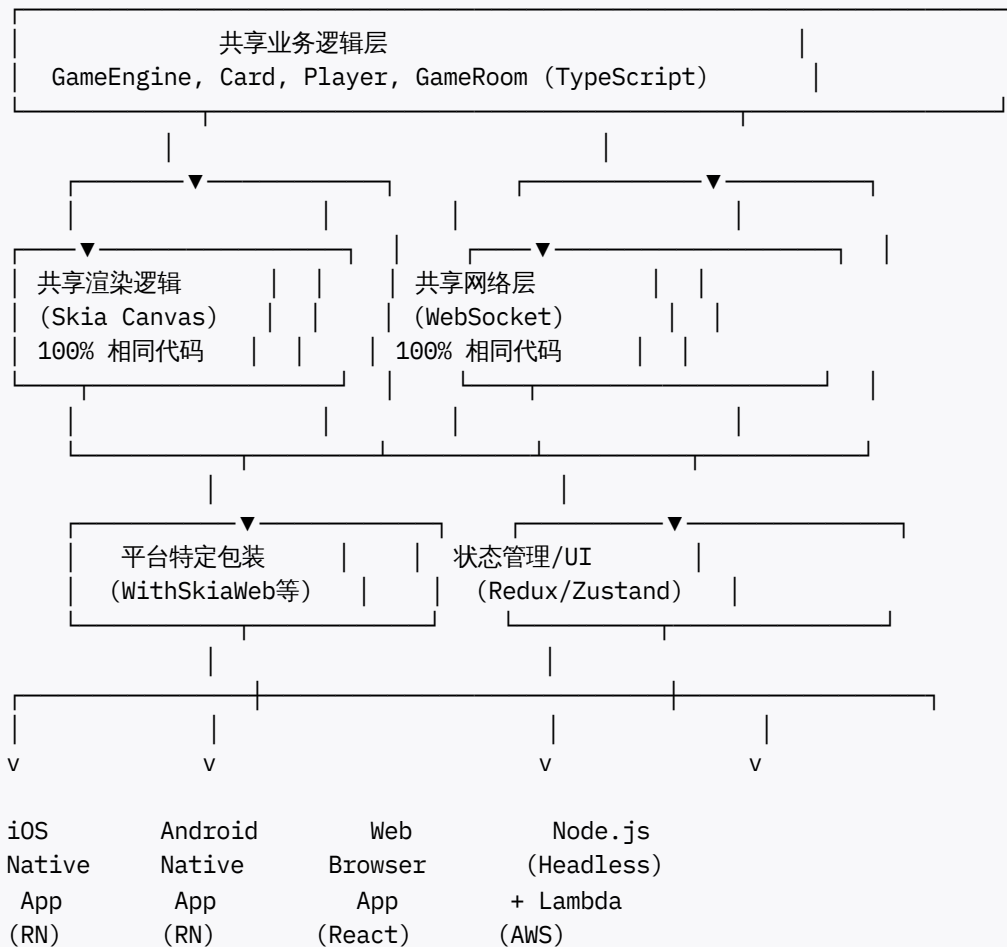 共享业务逻辑层
GameEngine, Card, Player, GameRoom (TypeScript)
共享渲染逻辑 共享网络层
(Skia Canvas) (WebSocket)
100% 相同代码 100% 相同代码
平台特定包装 状态管理/UI
(WithSkiaWeb等) (Redux/Zustand)
v v v v
iOS Android Web Node.js
Native Native Browser (Headless)
App App App + Lambda
(RN) (RN) (React) (AWS)